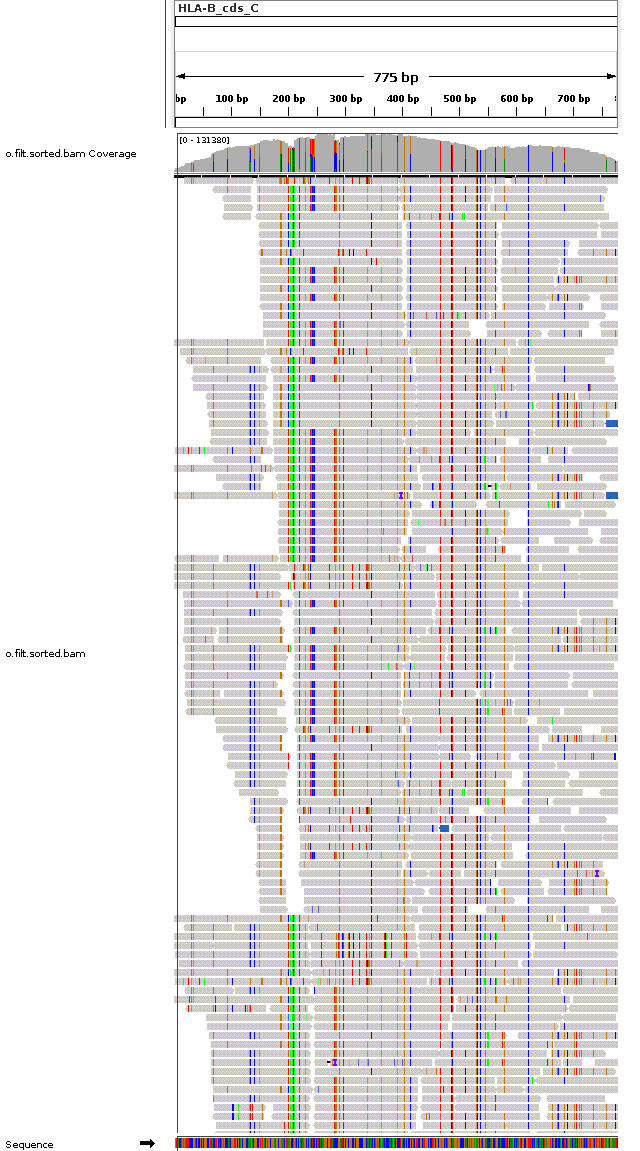 HLA-B_cds_C
775 bp
bp 100 bp 200 bp 300 bp 400 bp 500 bp 600 bp 700 bp
[0 - 131380]
o.filt.sorted.bam Coverage
o.filt.sorted.bam
Sequence